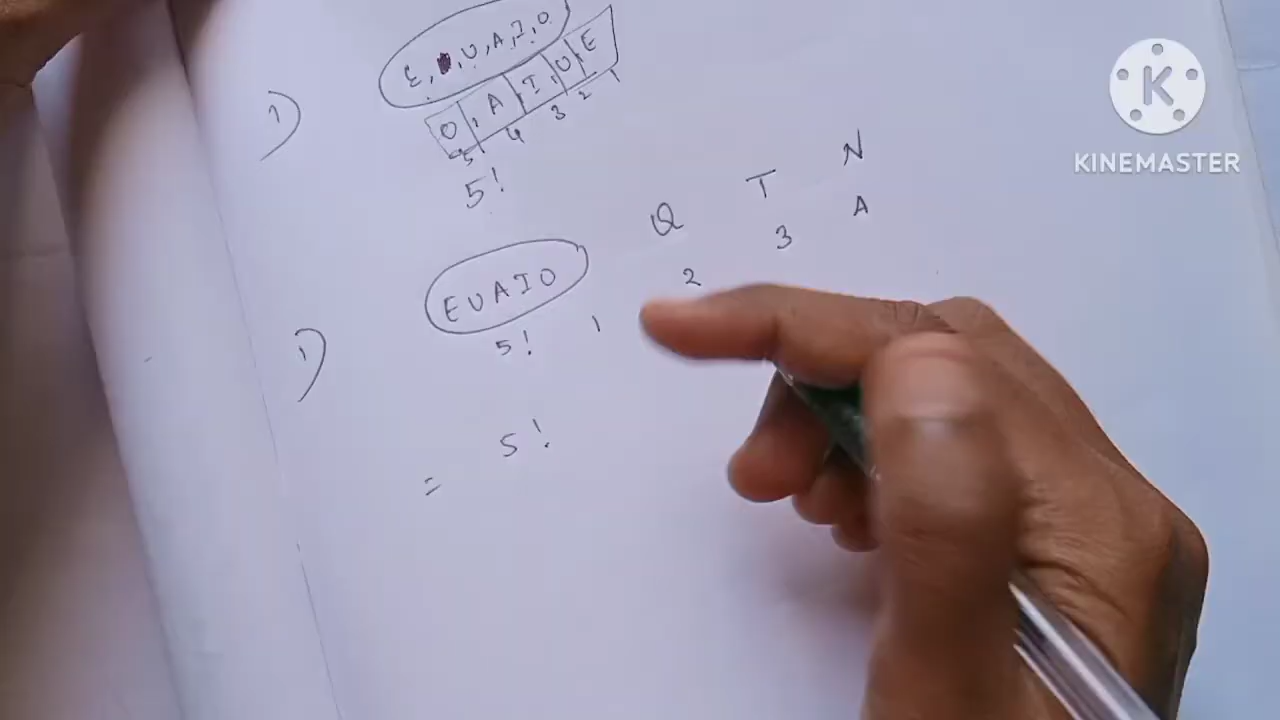 E, , U, A, I, O
1) O, A, I, U, E
5 4 3 2 1
5!
Q T N
EUAIO
5! 1 2 3 A
1)
= 5!
K
KINEMASTER